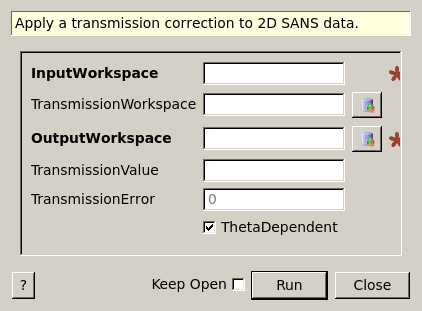 Apply a transmission correction to 2D SANS data.
InputWorkspace
TransmissionWorkspace
OutputWorkspace
TransmissionValue
TransmissionError 0
ThetaDependent
? Keep Open Run Close